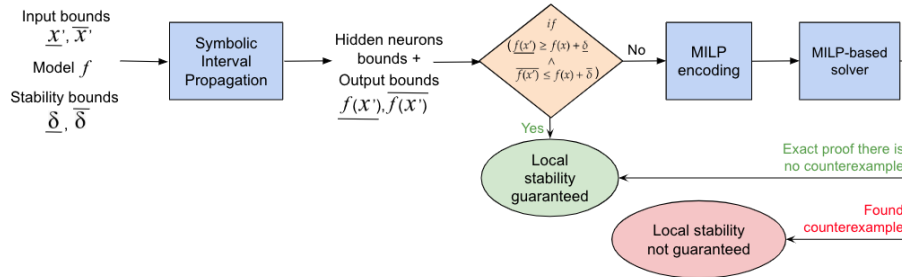 Input bounds
x', x̅'
Model f
Stability bounds
δ, δ̅
Symbolic
Interval
Propagation
Hidden neurons
bounds +
Output bounds
f(x'), f(x')
if
( f(x') ≥ f(x) + δ
∧
f(x') ≤ f(x) + δ̅ )
No
Yes
MILP
encoding
MILP-based
solver
Local
stability
guaranteed
Exact proof there is
no counterexample
Local stability
not guaranteed
Found
counterexample